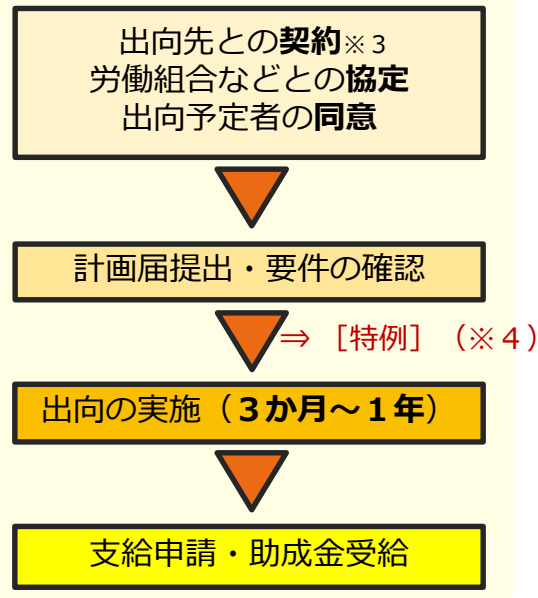 出向先との契約※３
労働組合などとの協定
出向予定者の同意
計画届提出・要件の確認
⇒ ［特例］（※４）
出向の実施（３か月～１年）
支給申請・助成金受給